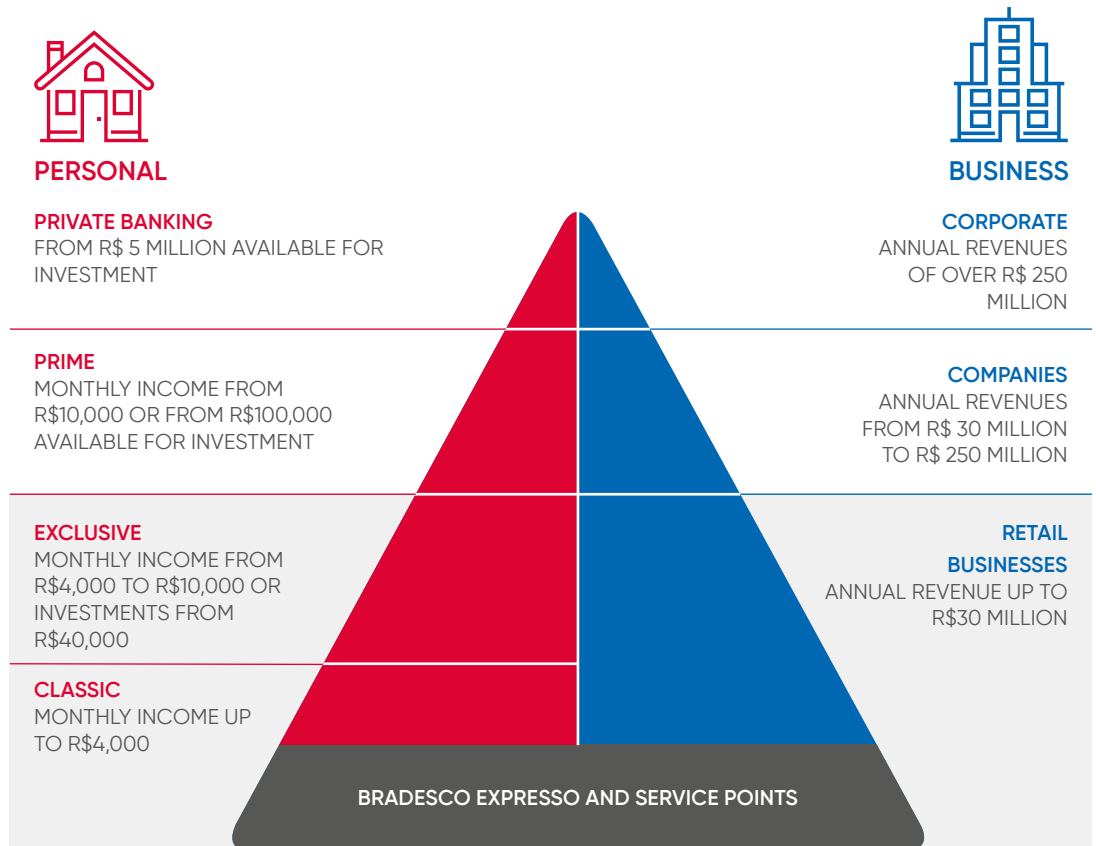 PERSONAL
PRIVATE BANKING
FROM R$ 5 MILLION AVAILABLE FOR
INVESTMENT
PRIME
MONTHLY INCOME FROM
R$10,000 OR FROM R$100,000
AVAILABLE FOR INVESTMENT
EXCLUSIVE
MONTHLY INCOME FROM
R$4,000 TO R$10,000 OR
INVESTMENTS FROM
R$40,000
CLASSIC
MONTHLY INCOME UP
TO R$4,000
BUSINESS
CORPORATE
ANNUAL REVENUES
OF OVER R$ 250
MILLION
COMPANIES
ANNUAL REVENUES
FROM R$ 30 MILLION
TO R$ 250 MILLION
RETAIL
BUSINESSES
ANNUAL REVENUE UP TO
R$30 MILLION
BRADESCO EXPRESSO AND SERVICE POINTS